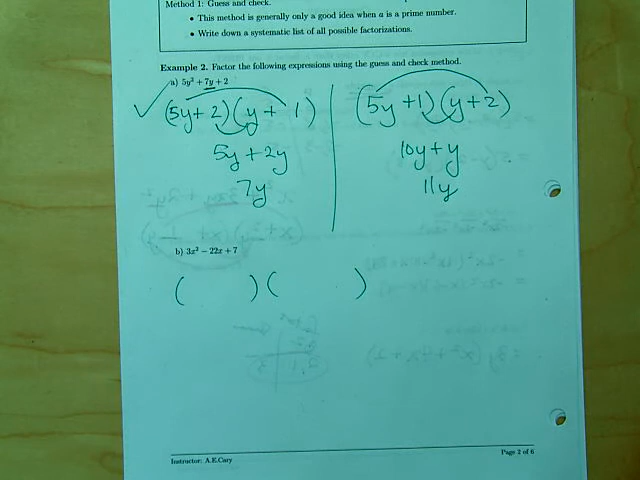 Method 1: Guess and check.
• This method is generally only a good idea when a is a prime number.
• Write down a systematic list of all possible factorizations.
Example 2. Factor the following expressions using the guess and check method.
a) 5y² + 7y + 2
(5y + 2)(y + 1)
5y + 2y
7y
(5y + 1)(y + 2)
10y + y
11y
b) 3x² − 22x + 7
( )( )
Instructor: A.E.Cary
Page 2 of 6